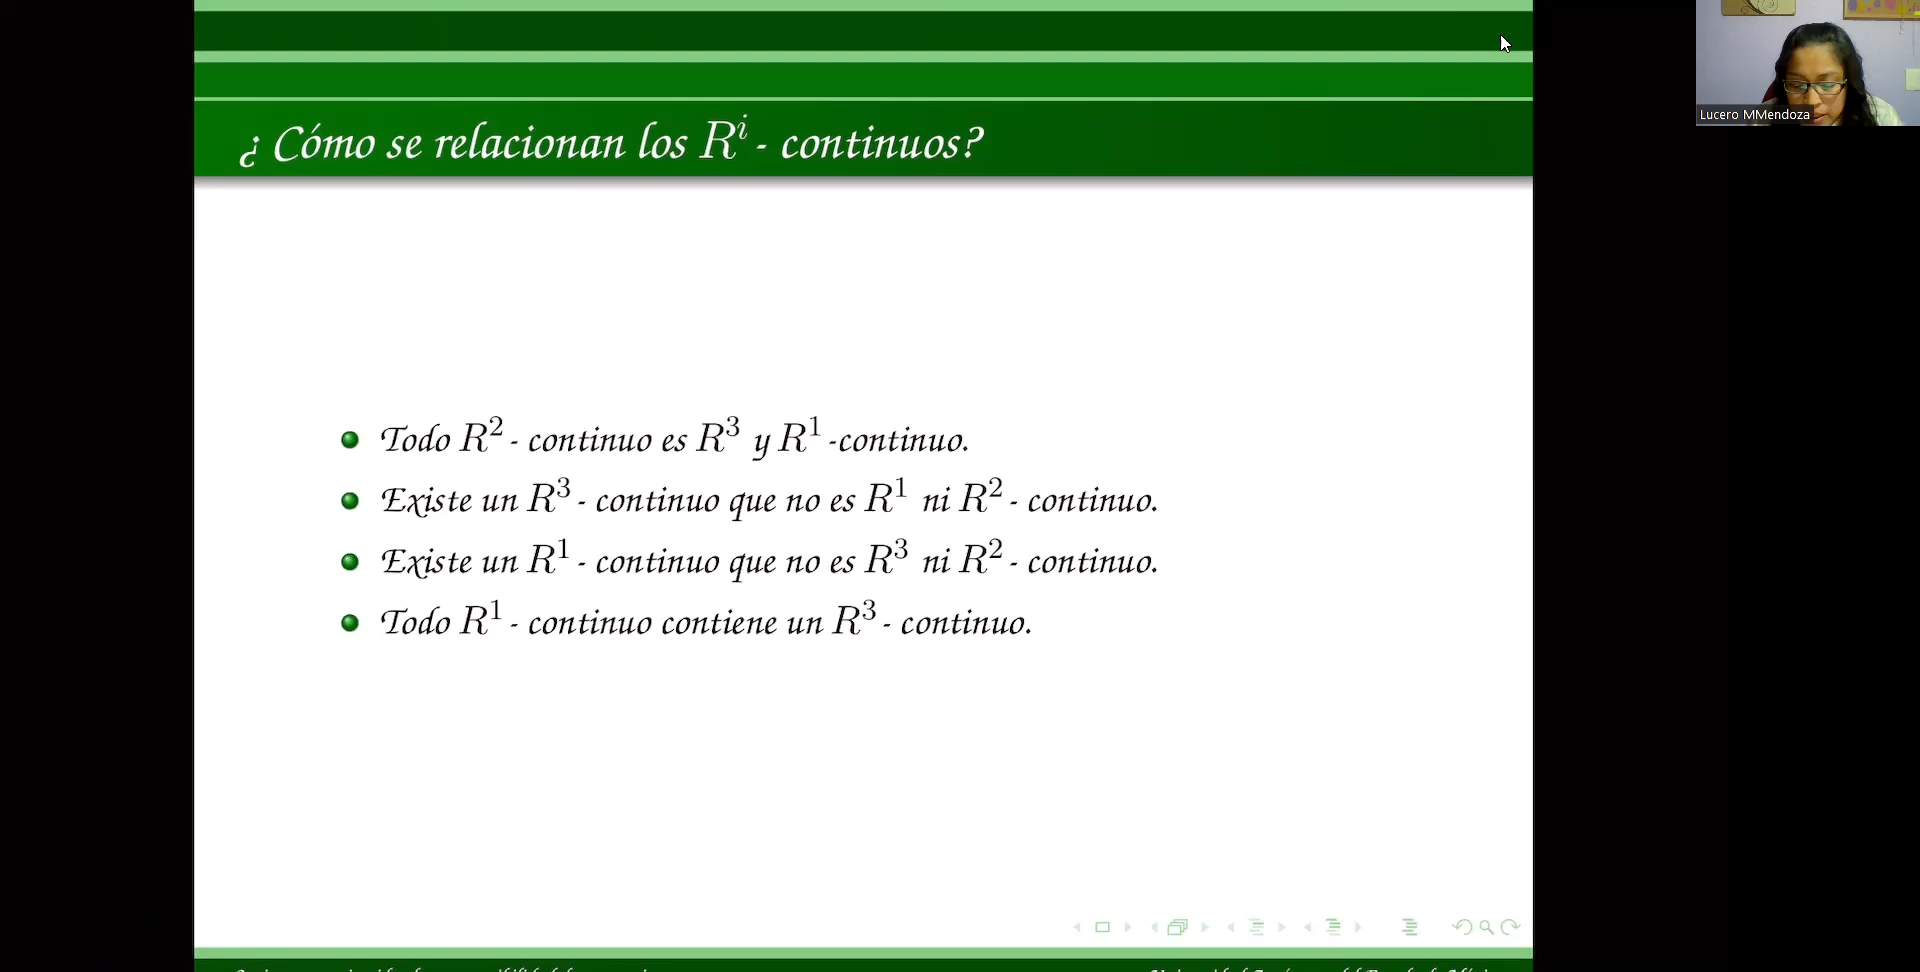 ¿ Cómo se relacionan los Rⁱ - continuos?
Lucero MMendoza
Todo R² - continuo es R³ y R¹ -continuo.
Existe un R³ - continuo que no es R¹ ni R² - continuo.
Existe un R¹ - continuo que no es R³ ni R² - continuo.
Todo R¹ - continuo contiene un R³ - continuo.